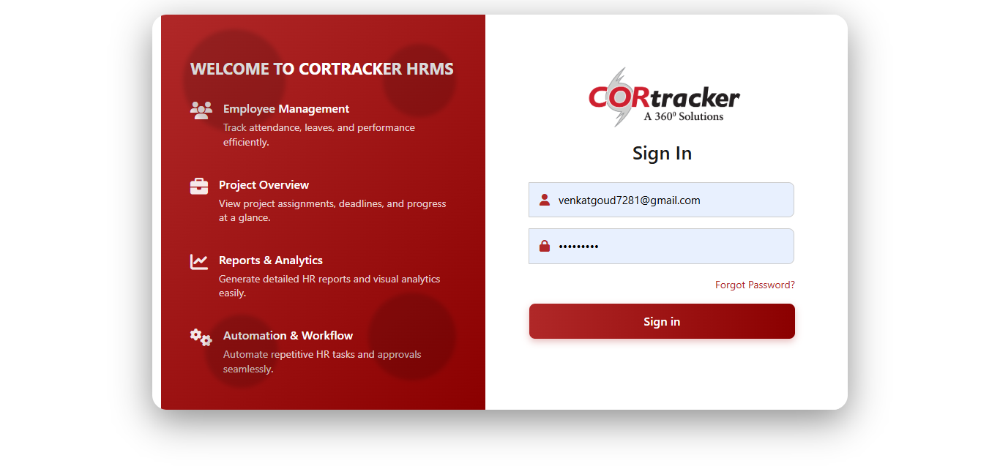 WELCOME TO CORTRACKER HRMS
Employee Management
Track attendance, leaves, and performance
efficiently.
Project Overview
View project assignments, deadlines, and progress
at a glance.
Reports & Analytics
Generate detailed HR reports and visual analytics
easily.
Automation & Workflow
Automate repetitive HR tasks and approvals
seamlessly.
CORtracker
A 360⁰ Solutions
Sign In
venkatgoud7281@gmail.com
•••••••••
Forgot Password?
Sign in